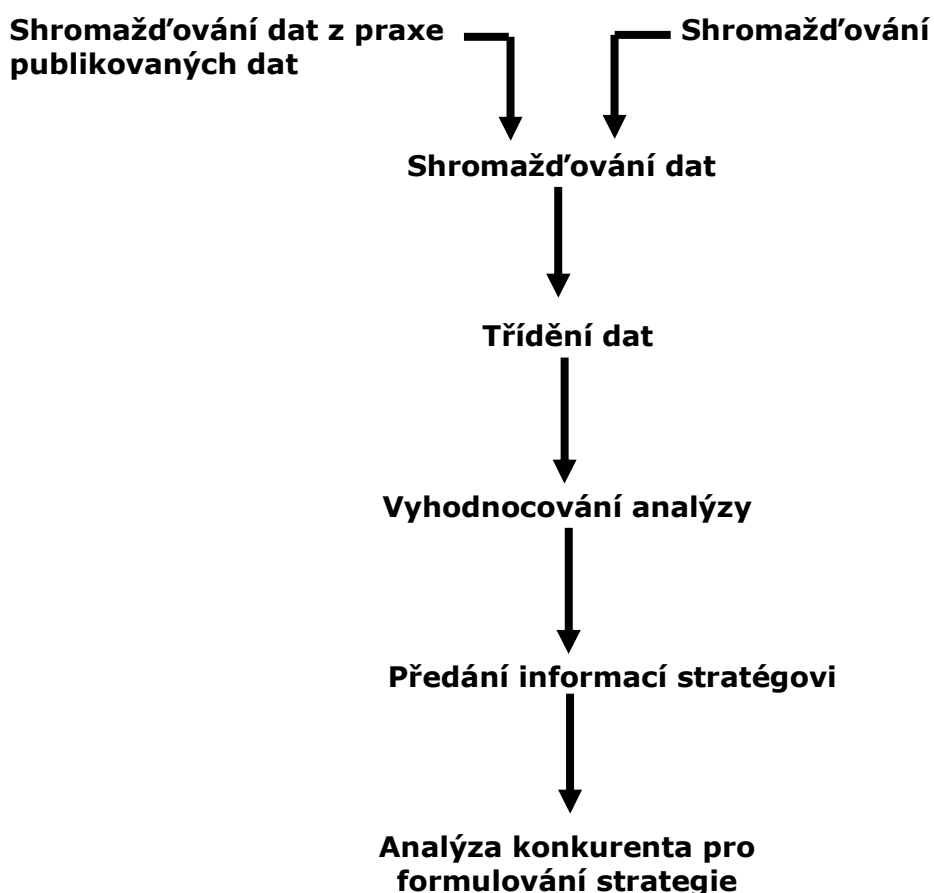 Shromažďování dat z praxe Shromažďování
publikovaných dat
Shromažďování dat
Třídění dat
Vyhodnocování analýzy
Předání informací stratégovi
Analýza konkurenta pro
formulování strategie